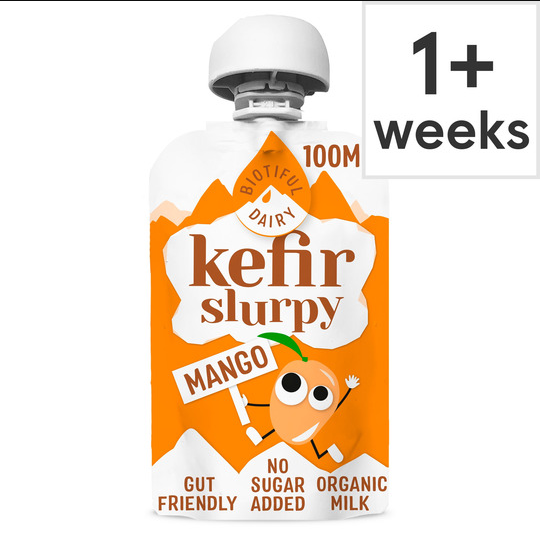 1+
weeks
100M
BIOTIFUL
DAIRY
kefir
slurpy
MANGO
GUT
FRIENDLY
NO
SUGAR
ADDED
ORGANIC
MILK